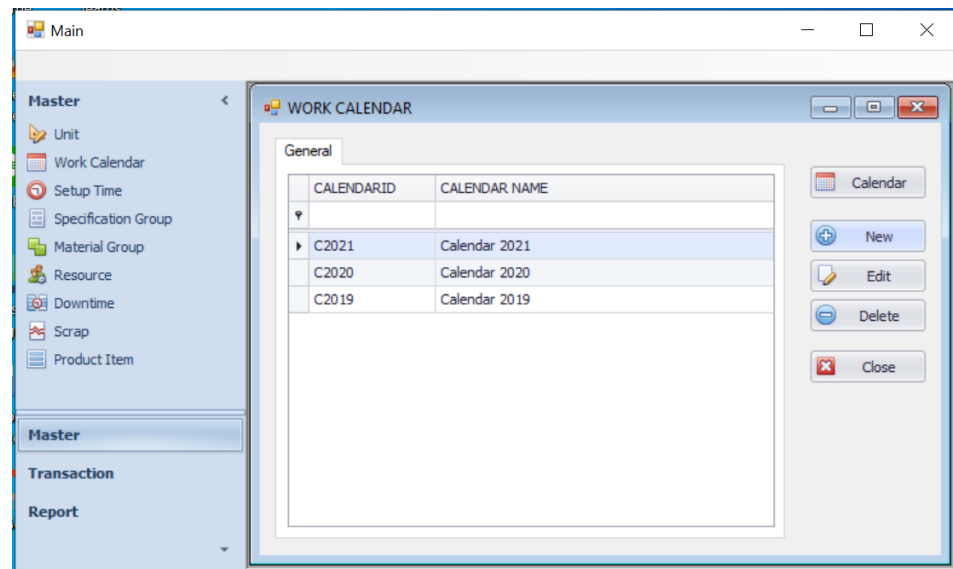 Main
Master
Unit
Work Calendar
Setup Time
Specification Group
Material Group
Resource
Downtime
Scrap
Product Item
Master
Transaction
Report
WORK CALENDAR
General
CALENDARID CALENDAR NAME
C2021 Calendar 2021
C2020 Calendar 2020
C2019 Calendar 2019
Calendar
New
Edit
Delete
Close